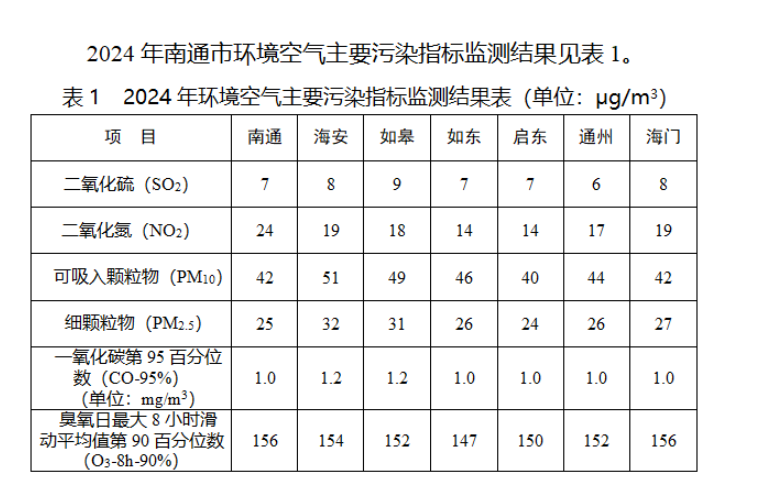 2024 年南通市环境空气主要污染指标监测结果见表 1。
表 1 2024 年环境空气主要污染指标监测结果表（单位：μg/m³）
项 目 南通 海安 如皋 如东 启东 通州 海门
二氧化硫（SO₂） 7 8 9 7 7 6 8
二氧化氮（NO₂） 24 19 18 14 14 17 19
可吸入颗粒物（PM₁₀） 42 51 49 46 40 44 42
细颗粒物（PM₂.₅） 25 32 31 26 24 26 27
一氧化碳第 95 百分位
数（CO-95%） 1.0 1.2 1.2 1.0 1.0 1.0 1.0
（单位：mg/m³）
臭氧日最大 8 小时滑
动平均值第 90 百分位数 156 154 152 147 150 152 156
（O₃-8h-90%）